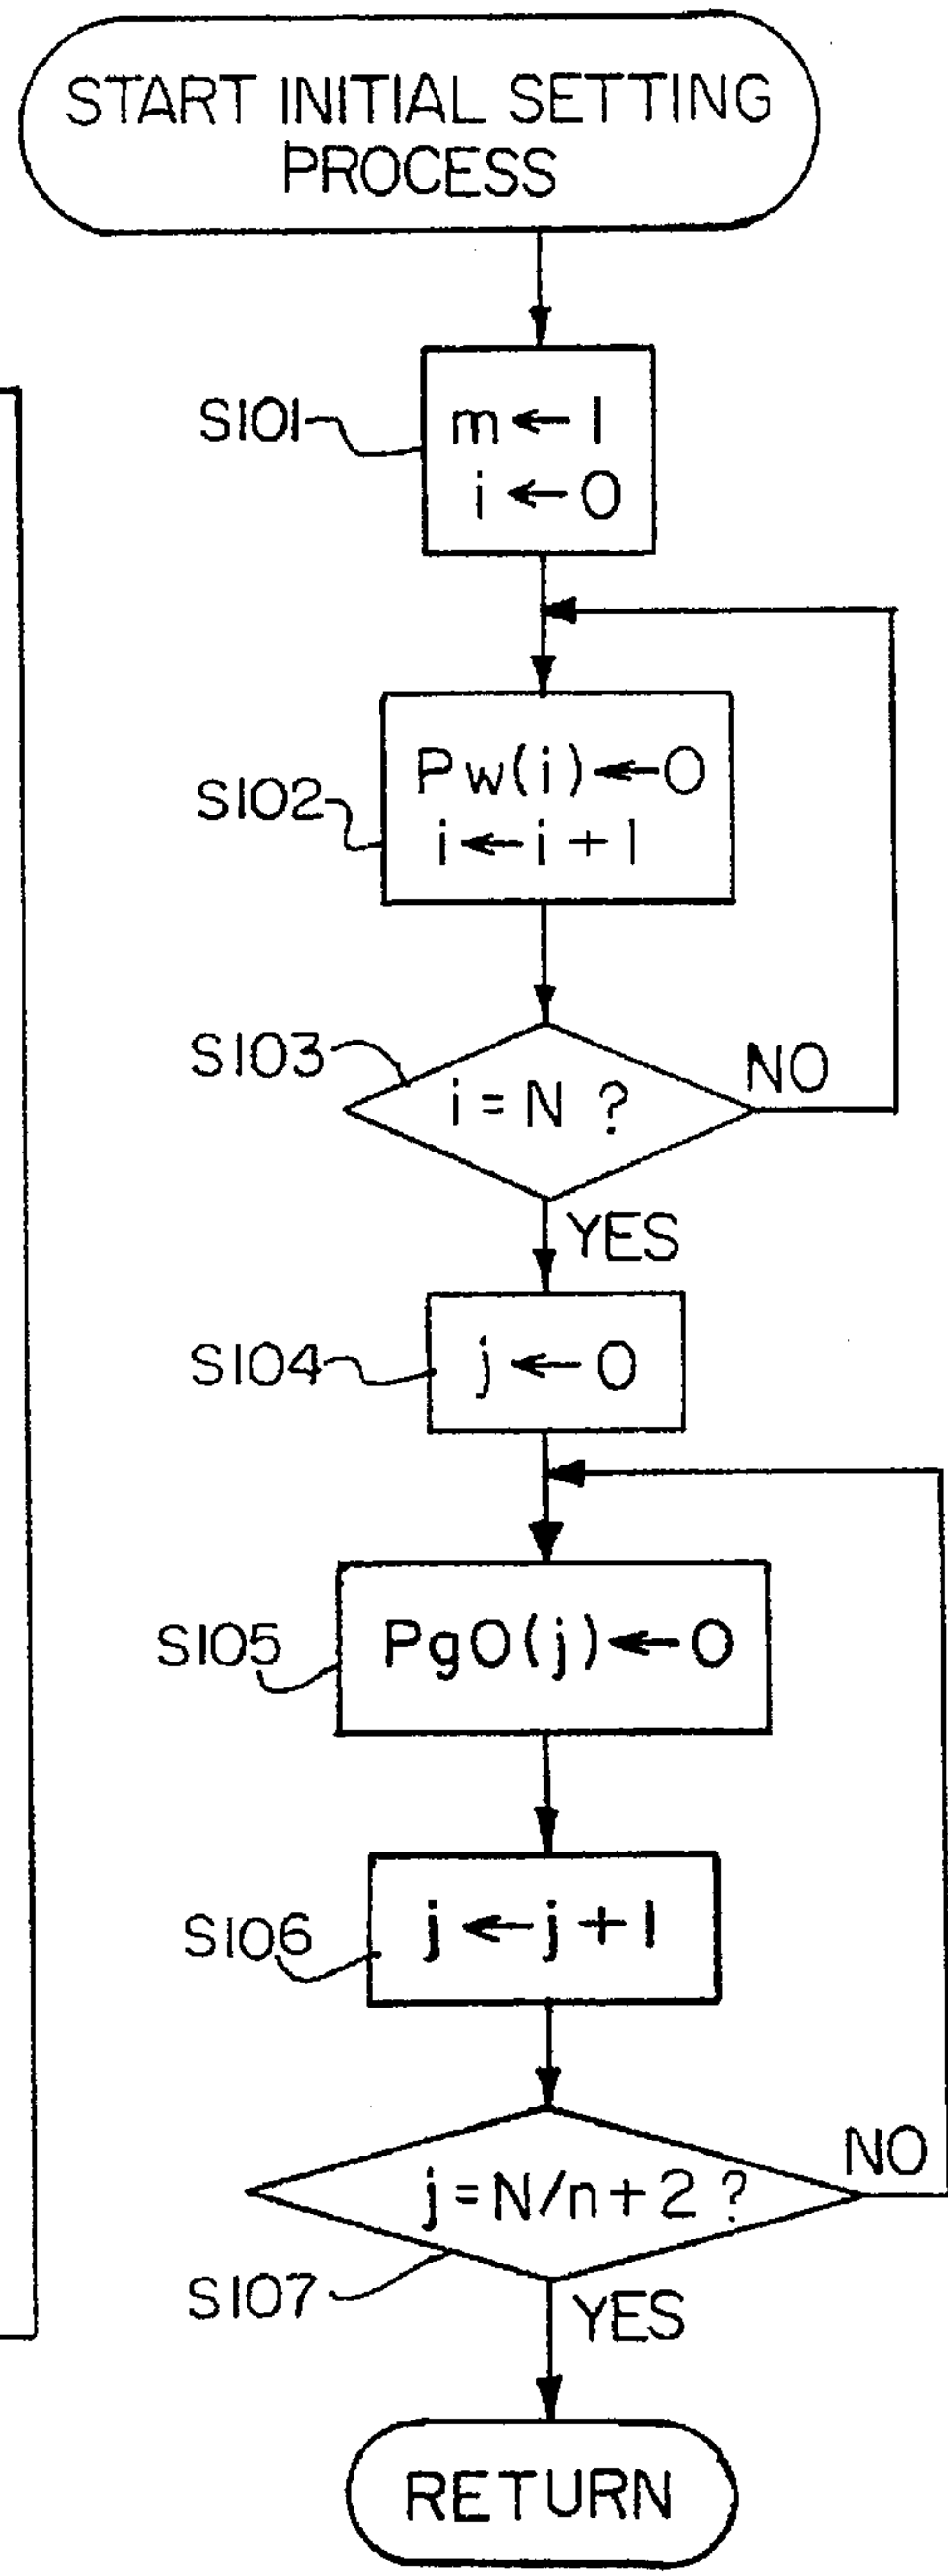 START INITIAL SETTING
PROCESS
S101
m ← 1
i ← 0
S102
Pw(i) ← 0
i ← i + 1
S103
i = N ?
NO
YES
S104
j ← 0
S105
Pg0(j) ← 0
S106
j ← j + 1
NO
j = N/n + 2 ?
S107
YES
RETURN